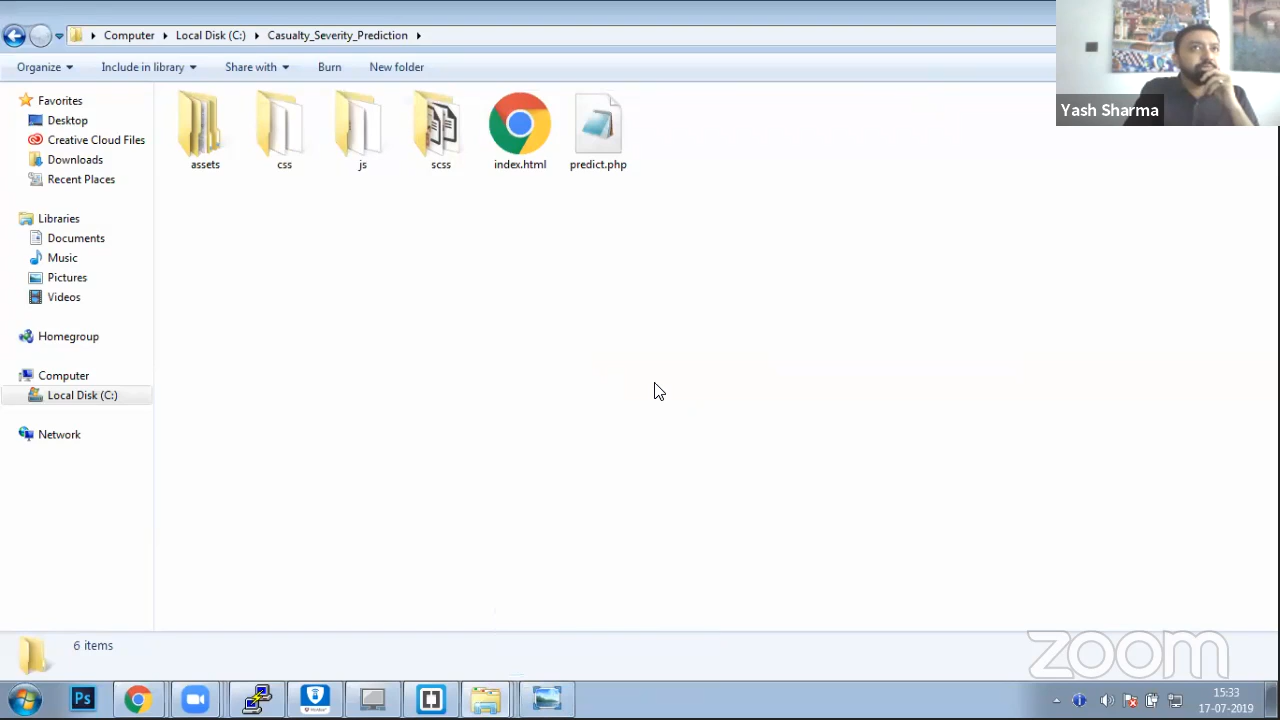 Computer Local Disk (C:) Casualty_Severity_Prediction
Organize Include in library Share with Burn New folder
Yash Sharma
Favorites
Desktop
Creative Cloud Files
Downloads
Recent Places
Libraries
Documents
Music
Pictures
Videos
Homegroup
Computer
Local Disk (C:)
Network
assets css js scss index.html predict.php
6 items
zoom
Ps
15:33
17-07-2019